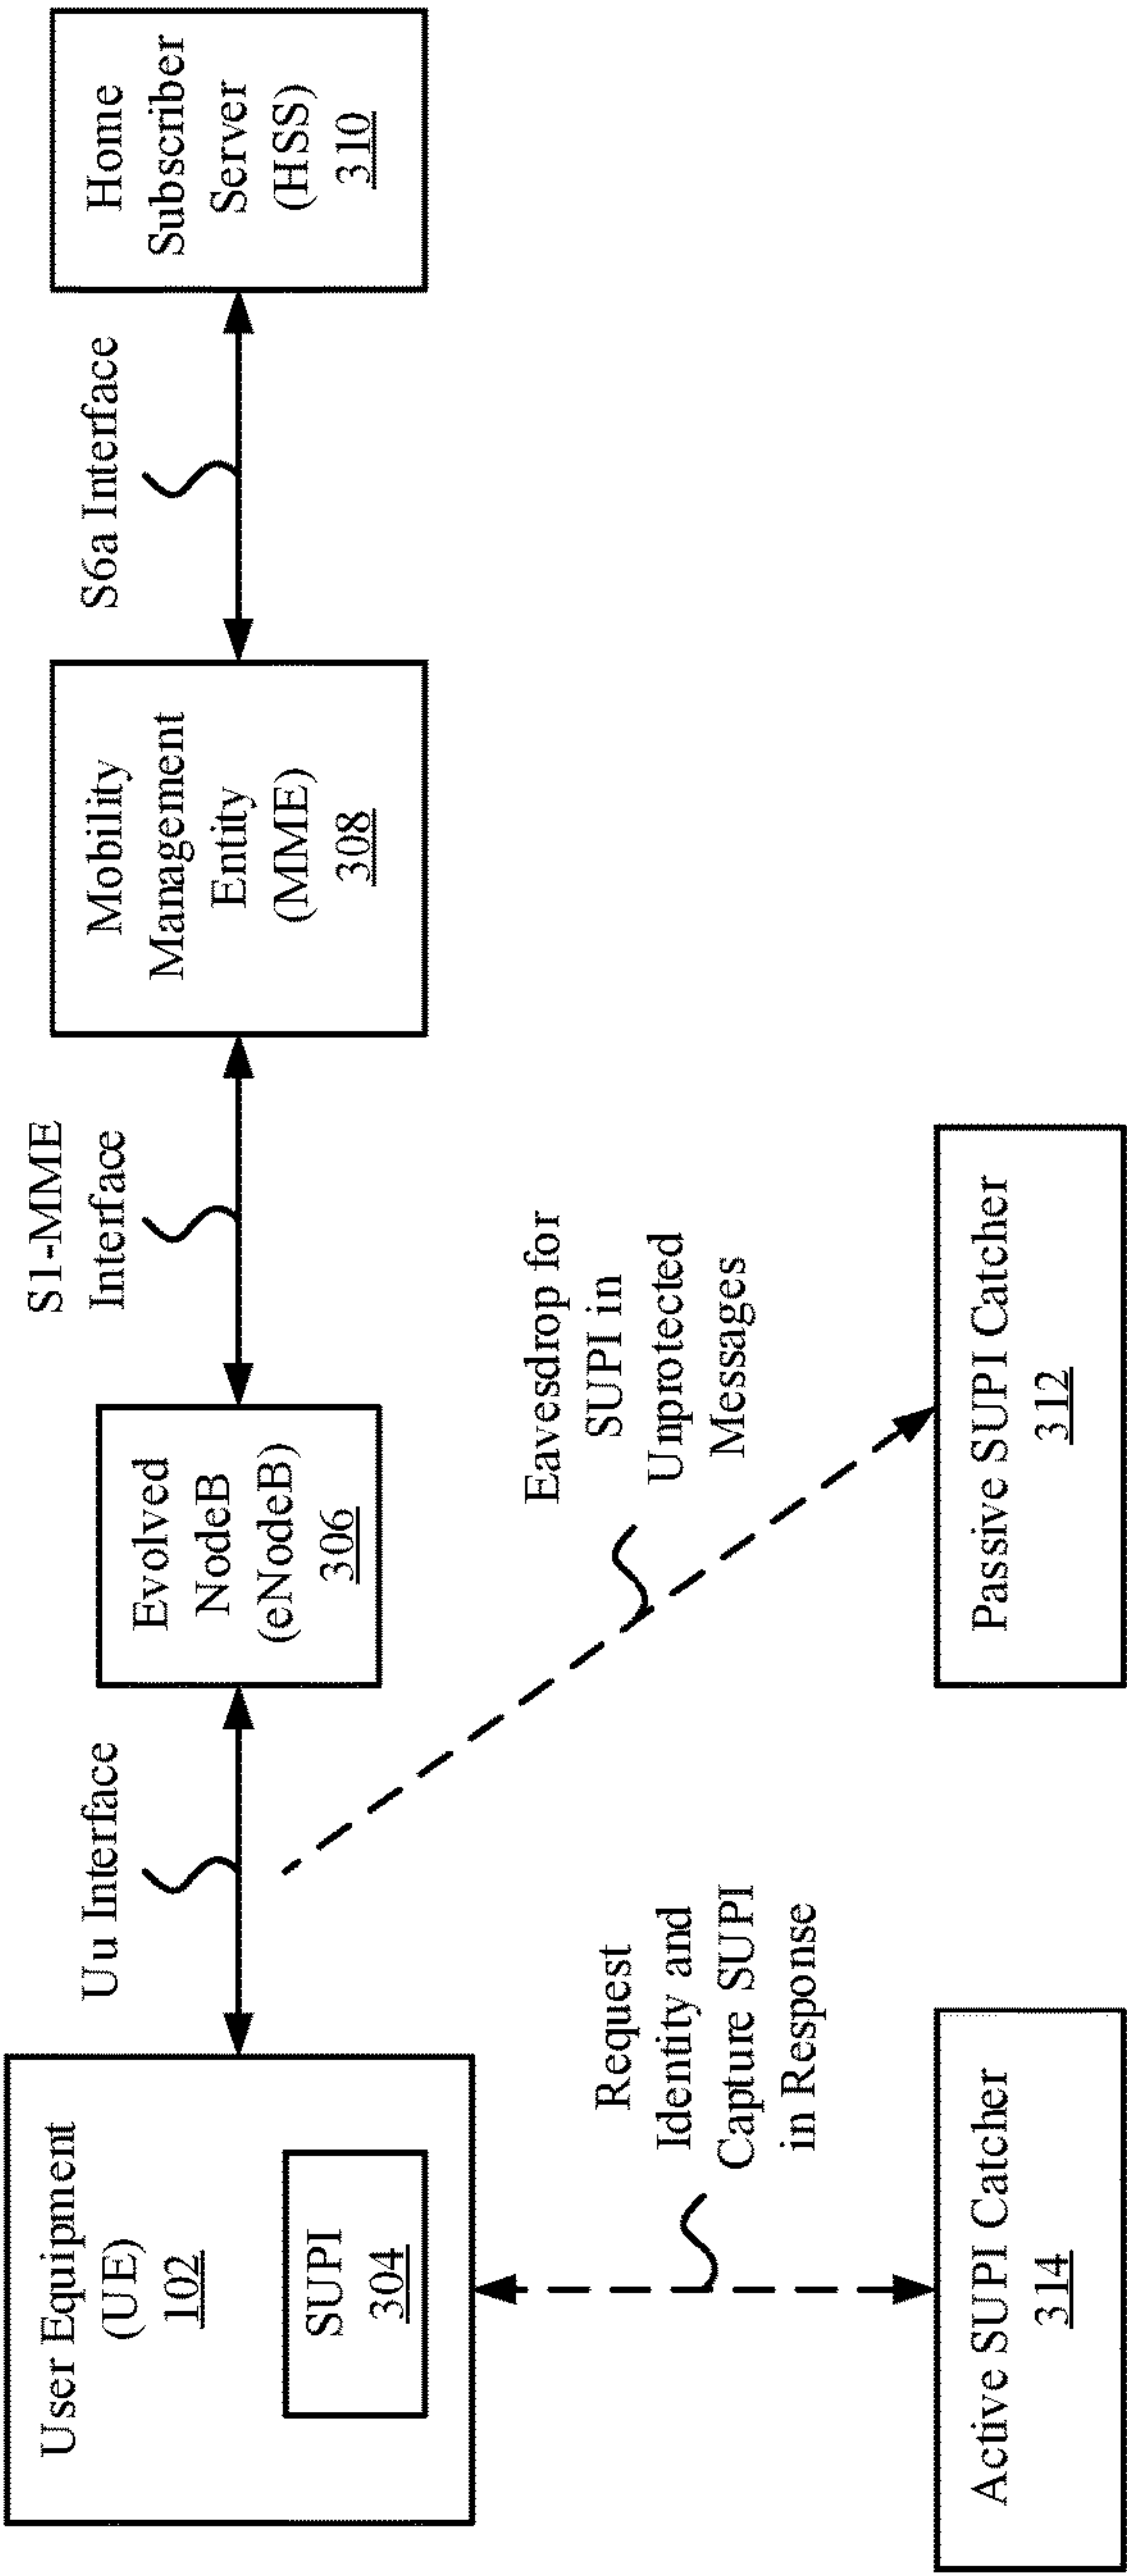 User Equipment
(UE)
102
SUPI
304
Uu Interface
Evolved
NodeB
(eNodeB)
306
S1-MME
Interface
Mobility
Management
Entity
(MME)
308
S6a Interface
Home
Subscriber
Server
(HSS)
310
Request
Identity and
Capture SUPI
in Response
Eavesdrop for
SUPI in
Unprotected
Messages
Active SUPI Catcher
314
Passive SUPI Catcher
312